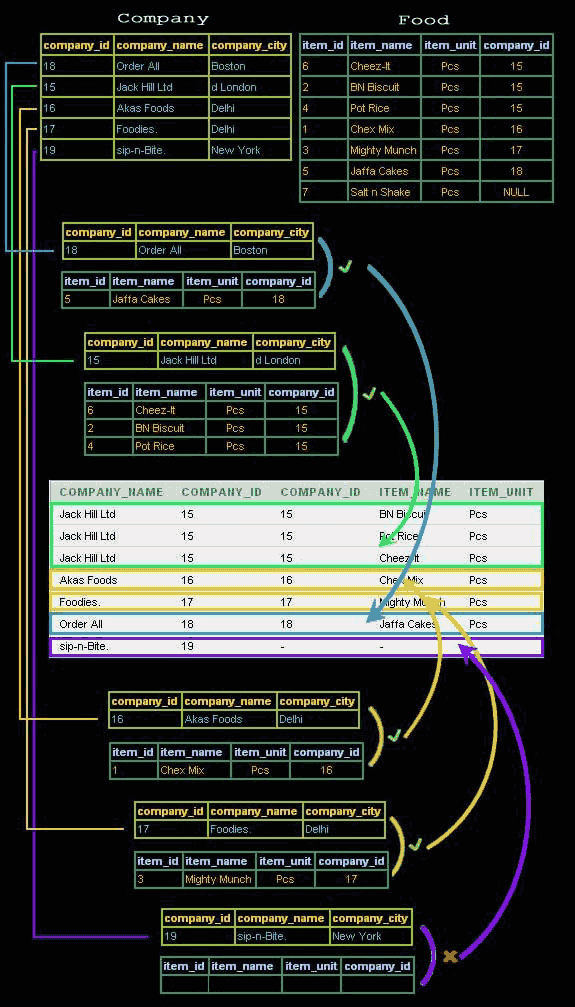 Company Food
company_id company_name company_city item_id item_name item_unit company_id
18 Order All Boston 6 Cheez-It Pcs 15
15 Jack Hill Ltd d London 2 BN Biscuit Pcs 15
16 Akas Foods Delhi 4 Pot Rice Pcs 15
17 Foodies. Delhi 1 Chex Mix Pcs 16
19 sip-n-Bite. New York 3 Mighty Munch Pcs 17
5 Jaffa Cakes Pcs 18
7 Salt n Shake Pcs NULL
company_id company_name company_city
18 Order All Boston
item_id item_name item_unit company_id
5 Jaffa Cakes Pcs 18
company_id company_name company_city
15 Jack Hill Ltd d London
item_id item_name item_unit company_id
6 Cheez-It Pcs 15
2 BN Biscuit Pcs 15
4 Pot Rice Pcs 15
COMPANY_NAME COMPANY_ID COMPANY_ID ITEM_NAME ITEM_UNIT
Jack Hill Ltd 15 15 BN Biscuit Pcs
Jack Hill Ltd 15 15 Pot Rice Pcs
Jack Hill Ltd 15 15 Cheez-It Pcs
Akas Foods 16 16 Chex Mix Pcs
Foodies. 17 17 Mighty Munch Pcs
Order All 18 18 Jaffa Cakes Pcs
sip-n-Bite. 19 - - -
company_id company_name company_city
16 Akas Foods Delhi
item_id item_name item_unit company_id
1 Chex Mix Pcs 16
company_id company_name company_city
17 Foodies. Delhi
item_id item_name item_unit company_id
3 Mighty Munch Pcs 17
company_id company_name company_city
19 sip-n-Bite. New York
item_id item_name item_unit company_id